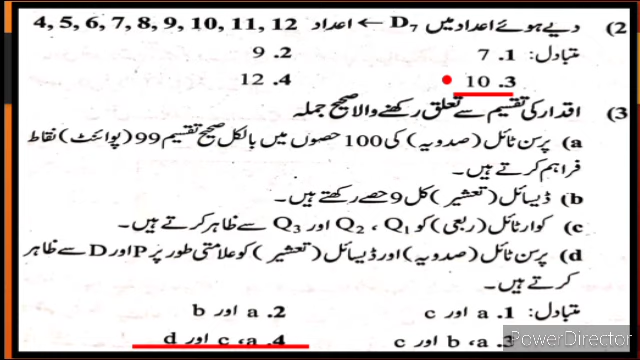 (2 دیے ہوئے اعداد میں D7 ← اعداد 4, 5, 6, 7, 8, 9, 10, 11, 12
متبادل: 1. 7 2. 9
3. 10 4. 12
(3 اقدار کی تقسیم سے تعلق رکھنے والا صحیح جملہ
(a پرسن ٹائل (صدویہ) کی 100 حصوں میں بالکل صحیح تقسیم 99 (پوائنٹ) نقاط
فراہم کرتے ہیں۔
(b ڈیسائل (تعشیر) کل 9 حصے رکھتے ہیں۔
(c کوارٹائل (ربعی) کو Q1 ، Q2 اور Q3 سے ظاہر کرتے ہیں۔
(d پرسن ٹائل (صدویہ) اور ڈیسائل (تعشیر) کو علامتی طور پر P اور D سے ظاہر
کرتے ہیں۔
متبادل: 1. a اور c 2. a اور b
3. a، b اور c 4. a، c اور d
PowerDirector